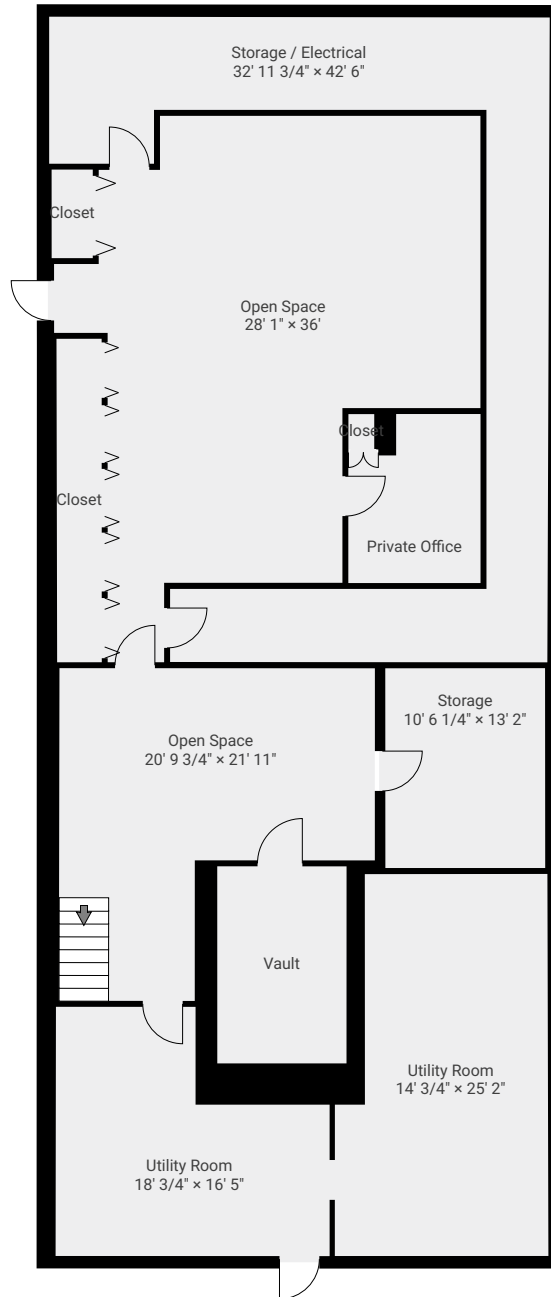 Storage / Electrical
32' 11 3/4" × 42' 6"
Closet
Open Space
28' 1" × 36'
Closet
Closet
Private Office
Storage
10' 6 1/4" × 13' 2"
Open Space
20' 9 3/4" × 21' 11"
Vault
Utility Room
14' 3/4" × 25' 2"
Utility Room
18' 3/4" × 16' 5"